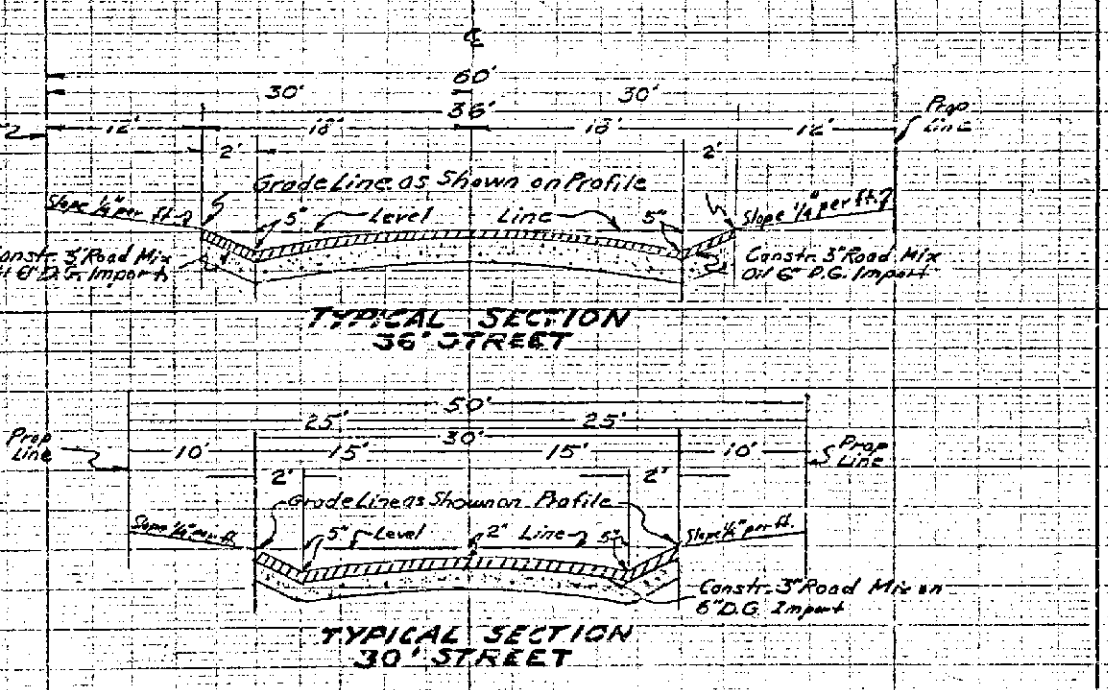 ℄
60'
30' 30'
36'
12' 18' 18' 12'
Prop
Line
2' 2'
Grade Line as Shown on Profile
Slope 1/4" per ft.
5" Level Line 5"
Slope 1/4" per ft.
Constr. 3" Road Mix
6" D.G. Import
Constr. 3" Road Mix
On 6" D.G. Import
TYPICAL SECTION
36' STREET
50'
25' 25'
30'
Prop
Line
10' 15' 15' 10'
Prop
Line
2' 2'
Grade Line as Shown on Profile
Slope 1/4" per ft.
5" Level 2" Line 5"
Slope 1/4" per ft.
Constr. 3" Road Mix on
6" D.G. Import
TYPICAL SECTION
30' STREET